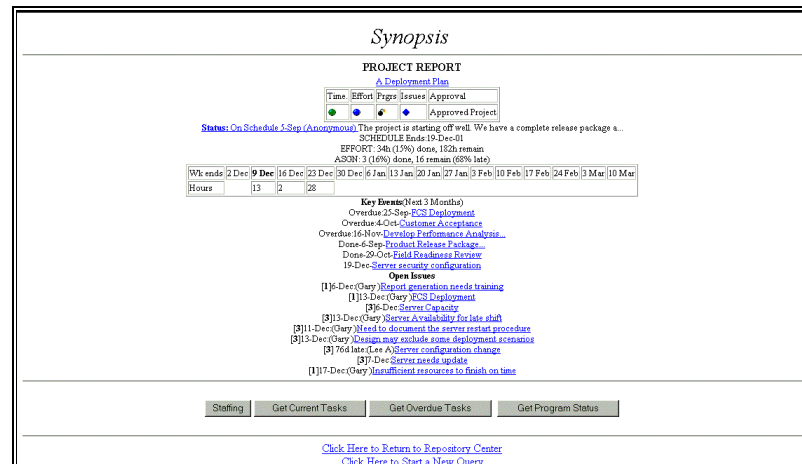 Synopsis
PROJECT REPORT
A Deployment Plan
Time. Effort Prgrs Issues Approval
Approved Project
Status: On Schedule 5-Sep (Anonymous) The project is starting off well. We have a complete release package a...
SCHEDULE Ends:19-Dec-01
EFFORT: 34h (15%) done, 182h remain
ASGN: 3 (16%) done, 16 remain (68% late)
Wk ends 2 Dec 9 Dec 16 Dec 23 Dec 30 Dec 6 Jan 13 Jan 20 Jan 27 Jan 3 Feb 10 Feb 17 Feb 24 Feb 3 Mar 10 Mar
Hours 13 2 28
Key Events(Next 3 Months)
Overdue:25-Sep-FCS Deployment
Overdue:4-Oct-Customer Acceptance
Overdue:16-Nov-Develop Performance Analysis...
Done-6-Sep-Product Release Package...
Done-29-Oct-Field Readiness Review
19-Dec-Server security configuration
Open Issues
[1]6-Dec:(Gary )Report generation needs training
[1]13-Dec:(Gary )FCS Deployment
[3]6-Dec:Server Capacity
[3]13-Dec:(Gary )Server Availability for late shift
[3]11-Dec:(Gary )Need to document the server restart procedure
[3]13-Dec:(Gary )Design may exclude some deployment scenarios
[3] 76d late:(Lee A)Server configuration change
[3]7-Dec:Server needs update
[1]17-Dec:(Gary )Insufficient resources to finish on time
Staffing Get Current Tasks Get Overdue Tasks Get Program Status
Click Here to Return to Repository Center
Click Here to Start a New Query